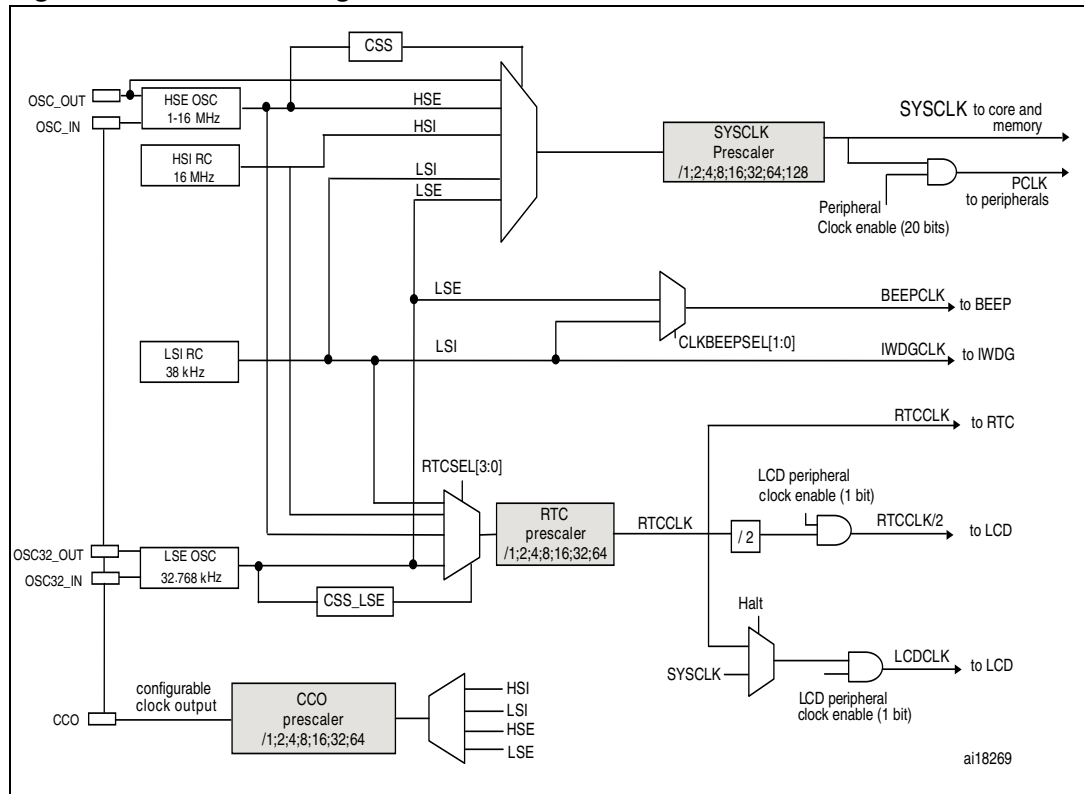 CSS
OSC_OUT
HSE OSC
1-16 MHz
OSC_IN
HSE
HSI
LSI
LSE
HSI RC
16 MHz
SYSCLK
Prescaler
/1;2;4;8;16;32;64;128
SYSCLK to core and
memory
PCLK
to peripherals
Peripheral
Clock enable (20 bits)
LSE
BEEPCLK
to BEEP
CLKBEEPSEL[1:0]
LSI RC
38 kHz
LSI
IWDGCLK
to IWDG
RTCCLK
to RTC
RTCSEL[3:0]
LCD peripheral
clock enable (1 bit)
RTC
prescaler
/1;2;4;8;16;32;64
RTCCLK
/ 2
RTCCLK/2
to LCD
OSC32_OUT
LSE OSC
32.768 kHz
OSC32_IN
CSS_LSE
Halt
SYSCLK
LCDCLK
to LCD
LCD peripheral
clock enable (1 bit)
configurable
clock output
CCO
CCO
prescaler
/1;2;4;8;16;32;64
HSI
LSI
HSE
LSE
ai18269